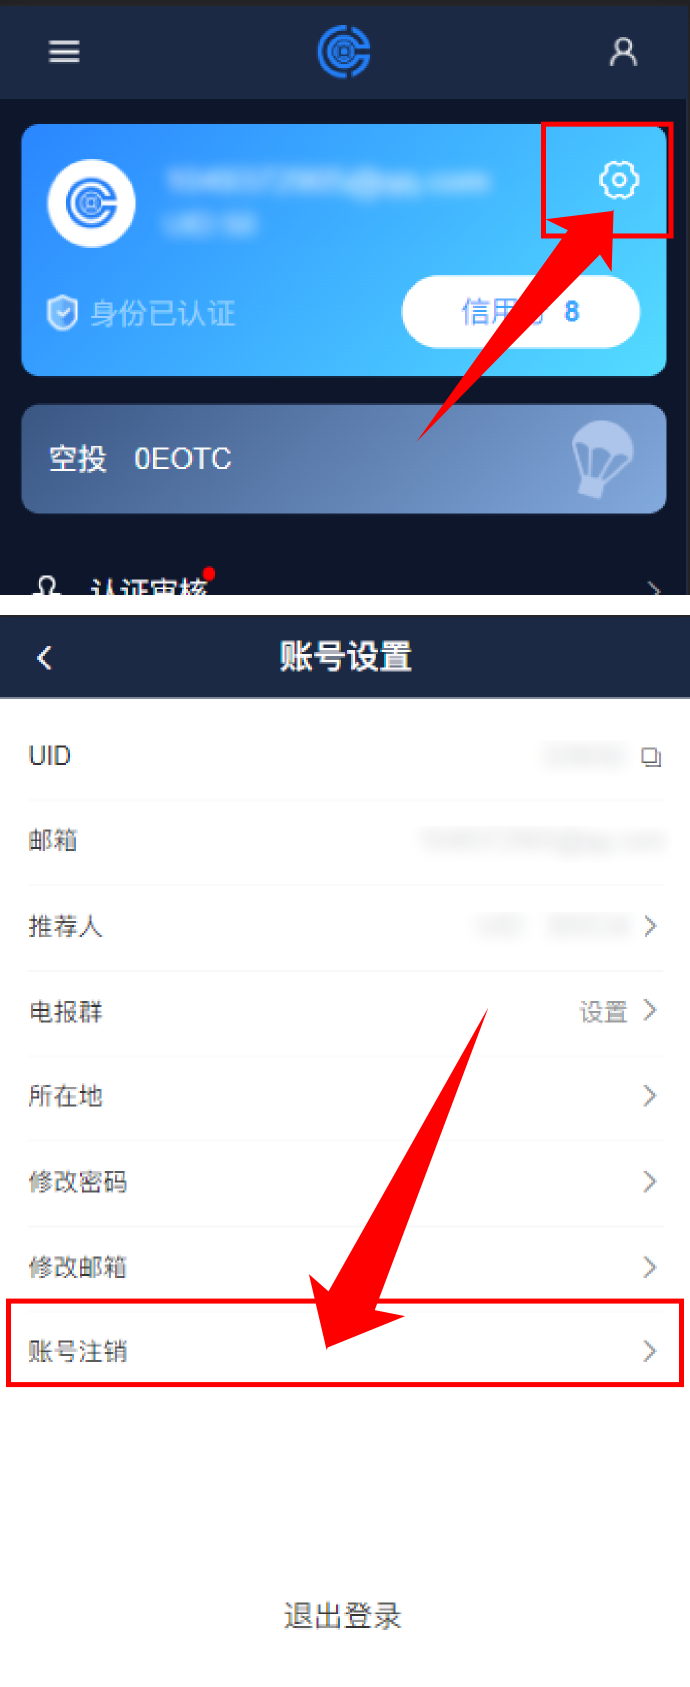 身份已认证
信用 8
空投 0EOTC
认证审核
账号设置
UID
邮箱
推荐人
电报群 设置
所在地
修改密码
修改邮箱
账号注销
退出登录